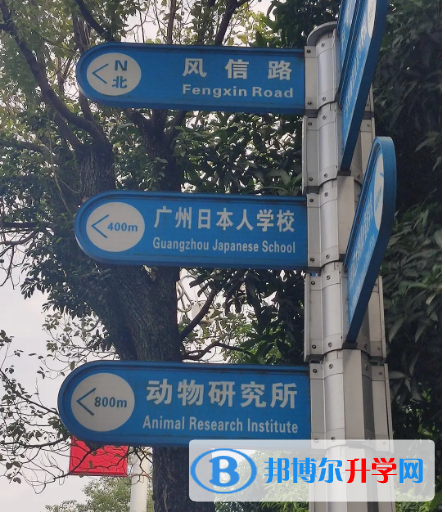 N
北
风信路
Fengxin Road
400m
广州日本人学校
Guangzhou Japanese School
800m
动物研究所
Animal Research Institute
B 邦博尔升学网